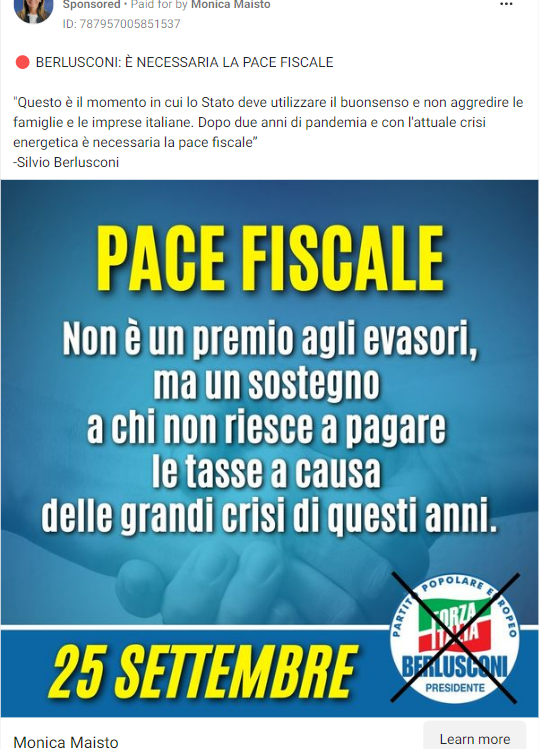 Sponsored • Paid for by Monica Maisto
ID: 787957005851537
BERLUSCONI: È NECESSARIA LA PACE FISCALE
"Questo è il momento in cui lo Stato deve utilizzare il buonsenso e non aggredire le
famiglie e le imprese italiane. Dopo due anni di pandemia e con l'attuale crisi
energetica è necessaria la pace fiscale”
-Silvio Berlusconi
PACE FISCALE
Non è un premio agli evasori,
ma un sostegno
a chi non riesce a pagare
le tasse a causa
delle grandi crisi di questi anni.
25 SETTEMBRE
PARTITO POPOLARE EUROPEO
FORZA
ITALIA
BERLUSCONI
PRESIDENTE
Monica Maisto
Learn more